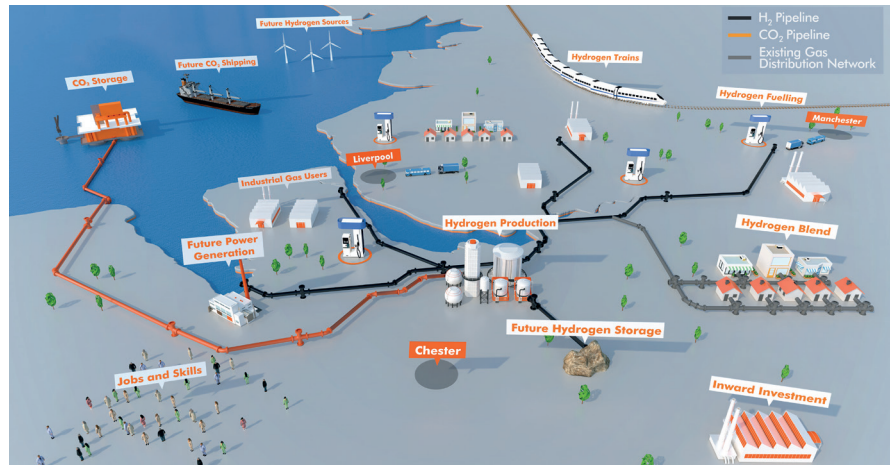 Future Hydrogen Sources
H₂ Pipeline
CO₂ Pipeline
Existing Gas
Distribution Network
Future CO₂ Shipping
CO₂ Storage
Hydrogen Trains
Hydrogen Fuelling
Manchester
Liverpool
Industrial Gas Users
Hydrogen Production
Hydrogen Blend
Future Power
Generation
Future Hydrogen Storage
Chester
Jobs and Skills
Inward Investment